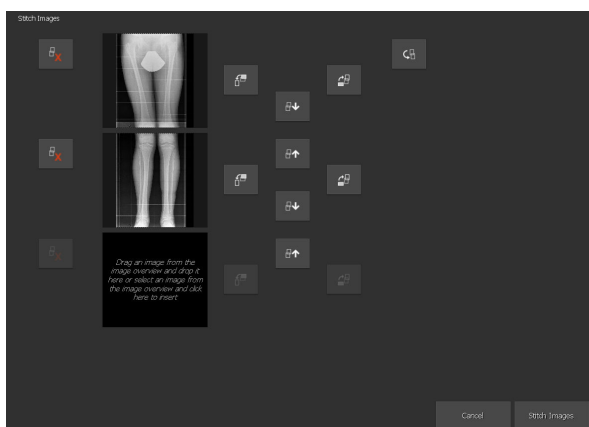 Stitch Images
Drag an image from the
image overview and drop it
here or select an image from
the image overview and click
here to insert
Cancel
Stitch Images